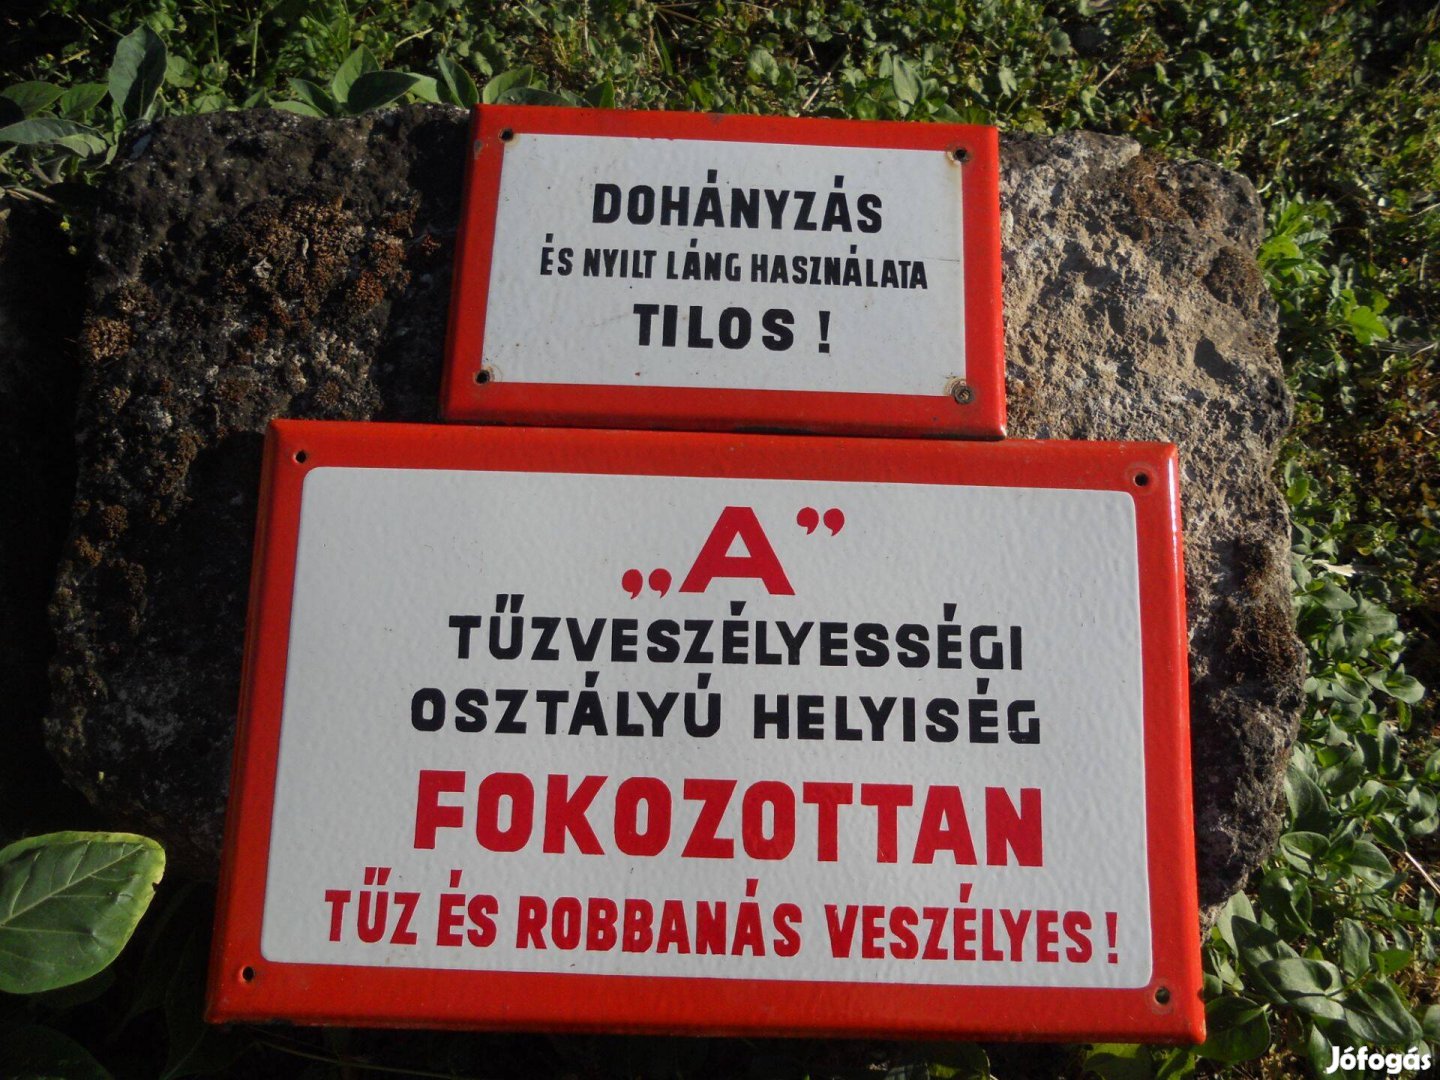 DOHÁNYZÁS
ÉS NYILT LÁNG HASZNÁLATA
TILOS !
„A”
TŰZVESZÉLYESSÉGI
OSZTÁLYÚ HELYISÉG
FOKOZOTTAN
TŰZ ÉS ROBBANÁS VESZÉLYES !
Jófogás